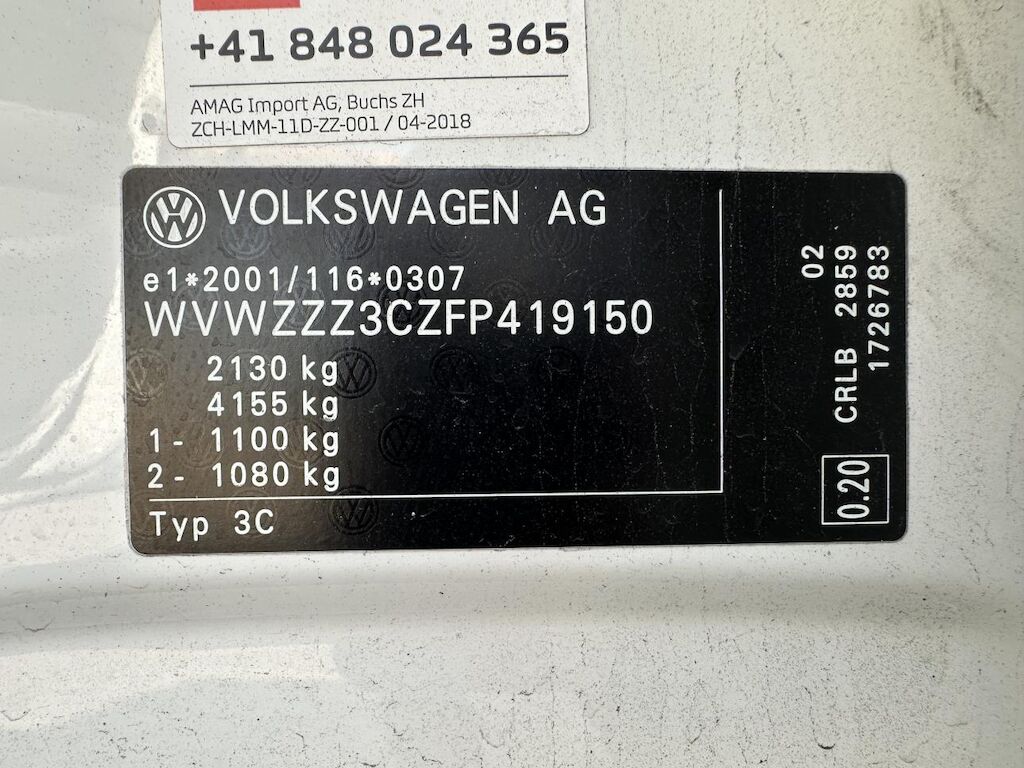 +41 848 024 365
AMAG Import AG, Buchs ZH
ZCH-LMM-11D-ZZ-001 / 04-2018
VOLKSWAGEN AG
e1*2001/116*0307
WVWZZZ3CZFP419150
2130 kg
4155 kg
1- 1100 kg
2- 1080 kg
Typ 3C
02
CRLB 2859
1726783
0.20